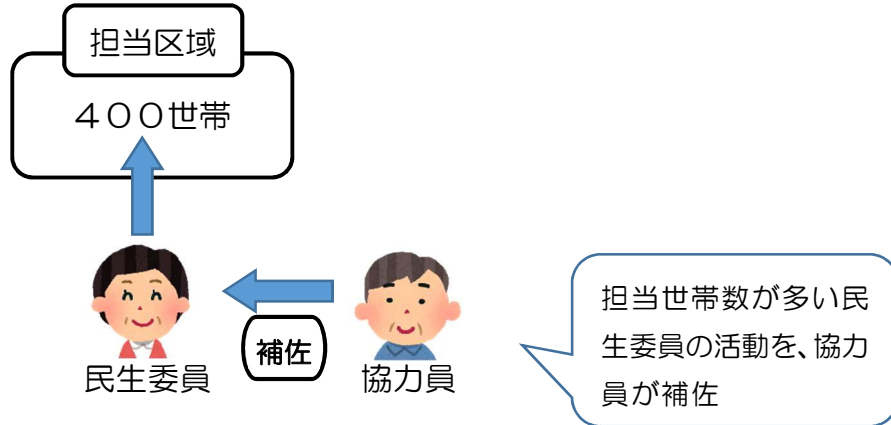 担当区域
４００世帯
補佐
民生委員
協力員
担当世帯数が多い民
生委員の活動を、協力
員が補佐